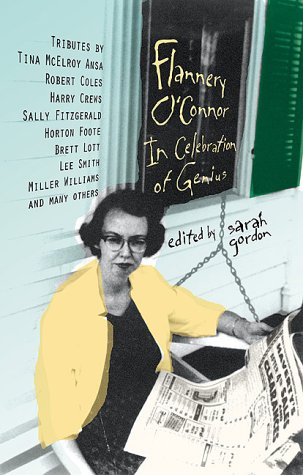 TRIBUTES BY
TINA McELROY ANSA
ROBERT COLES
HARRY CREWS
SALLY FITZGERALD
HORTON FOOTE
BRETT LOTT
LEE SMITH
MILLER WILLIAMS
AND MANY OTHERS
Flannery
O'Connor
In Celebration
of Genius
edited by sarah
gordon